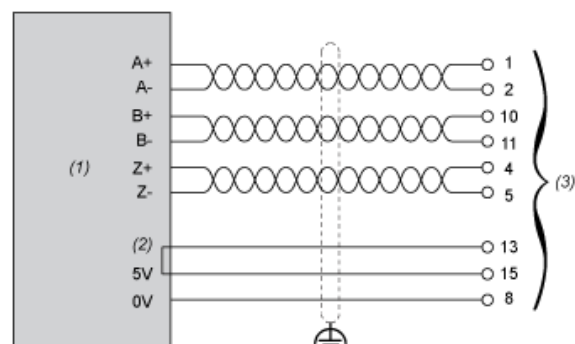 A+ 1
A- 2
B+ 10
B- 11
(1) Z+ 4 (3)
Z- 5
(2) 13
5V 15
0V 8